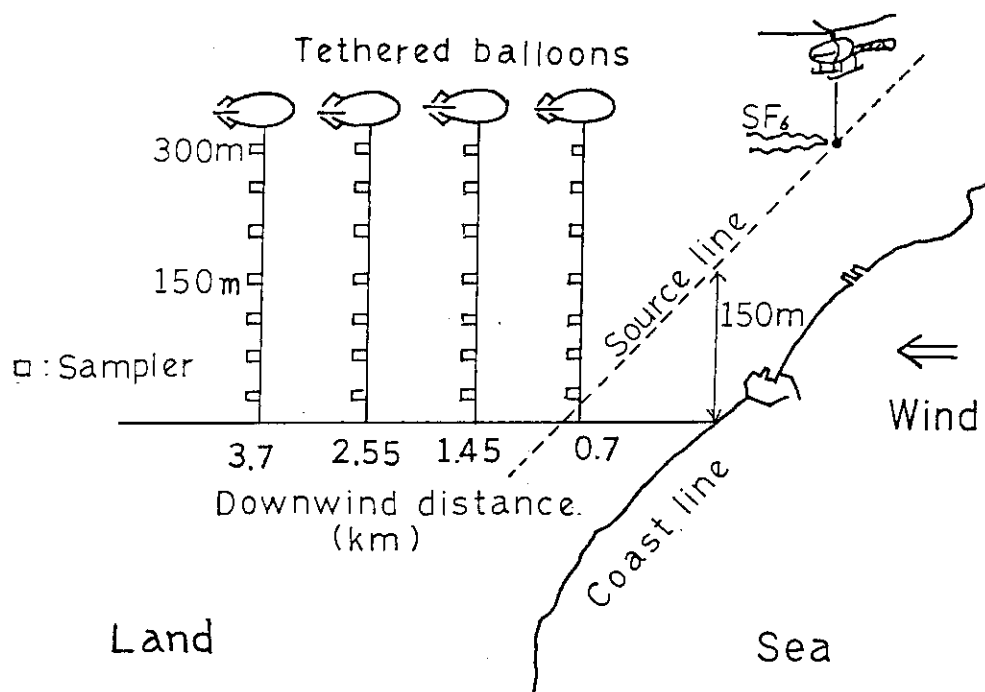 Tethered balloons
SF₆
300m
150m
Source line
150m
□ : Sampler
Wind
3.7 2.55 1.45 0.7
Downwind distance
(km)
Coast line
Land
Sea